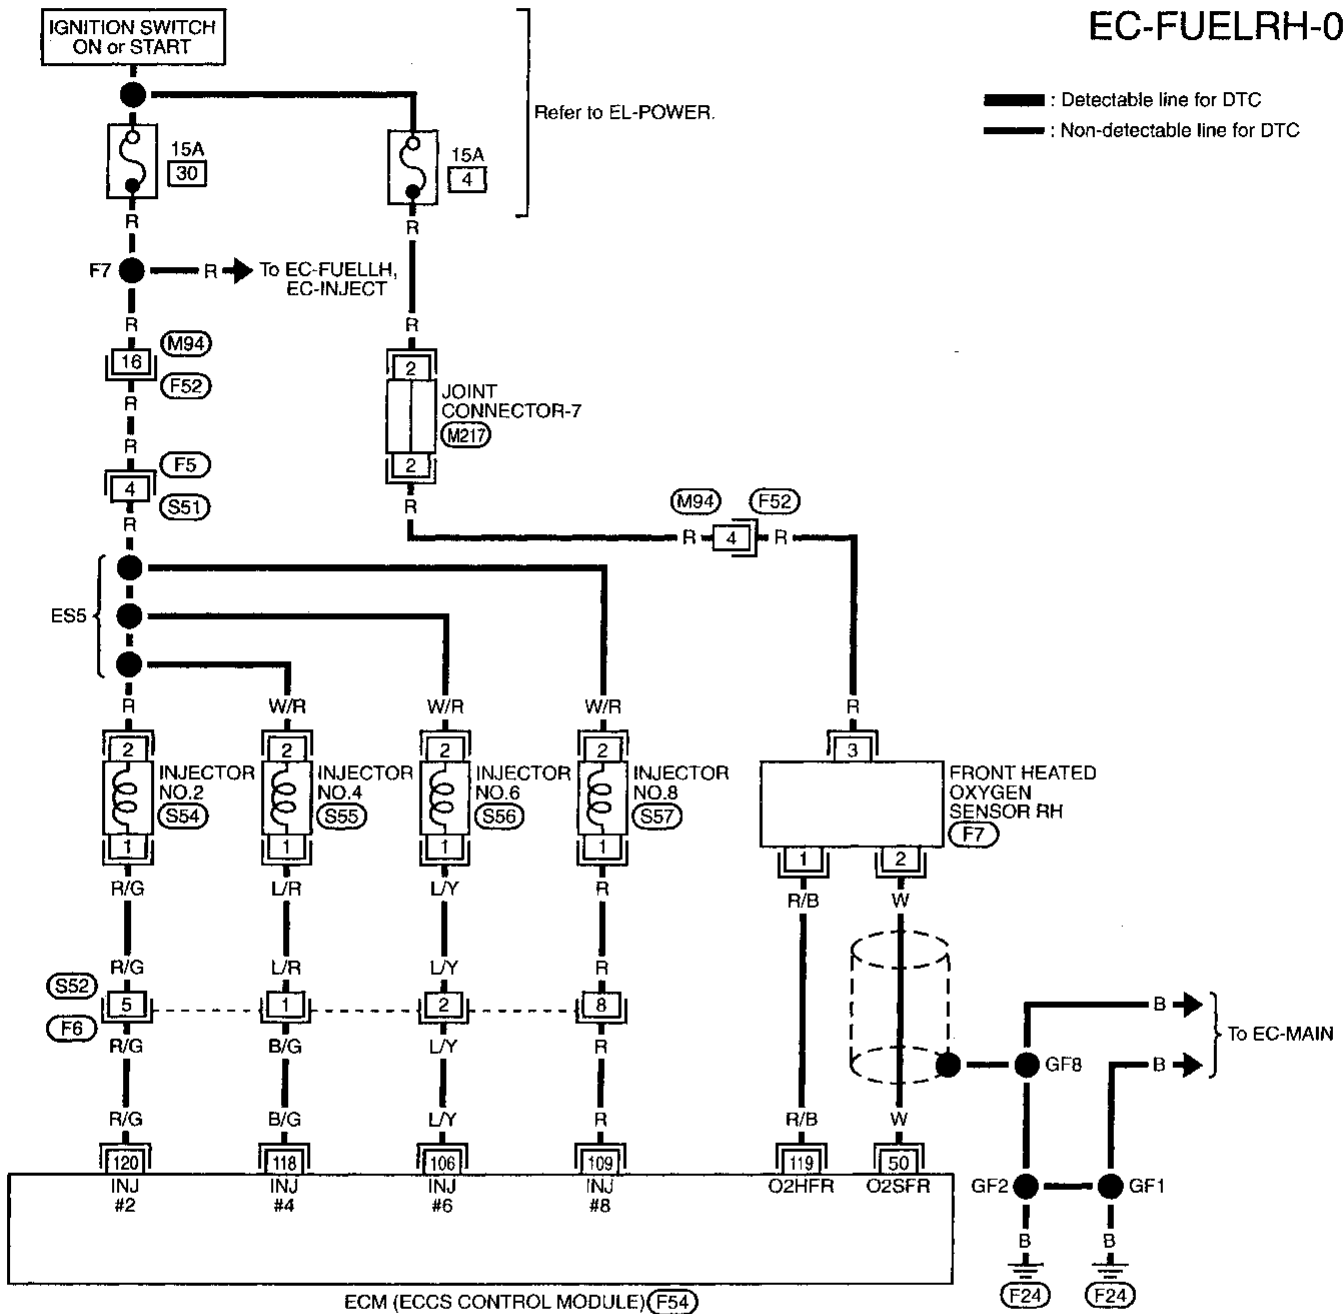 EC-FUELRH-0
IGNITION SWITCH
ON or START
Refer to EL-POWER.
: Detectable line for DTC
: Non-detectable line for DTC
15A
30
15A
4
R
R
F7
R
To EC-FUELLH,
EC-INJECT
R
R
16
M94
F52
2
JOINT
CONNECTOR-7
M217
2
R
R
F5
4
S51
R
R
M94
F52
R
4
R
ES5
R
W/R
W/R
W/R
R
2
2
2
2
3
INJECTOR
NO.2
S54
INJECTOR
NO.4
S55
INJECTOR
NO.6
S56
INJECTOR
NO.8
S57
FRONT HEATED
OXYGEN
SENSOR RH
F7
1
1
1
1
1
2
R/G
L/R
L/Y
R
R/B
W
R/G
L/R
L/Y
R
S52
F6
5
1
2
8
R/G
B/G
L/Y
R
B
To EC-MAIN
GF8
B
R/G
B/G
L/Y
R
R/B
W
120
118
106
109
119
50
INJ
#2
INJ
#4
INJ
#6
INJ
#8
O2HFR
O2SFR
GF2
GF1
B
B
F24
F24
ECM (ECCS CONTROL MODULE)
F54